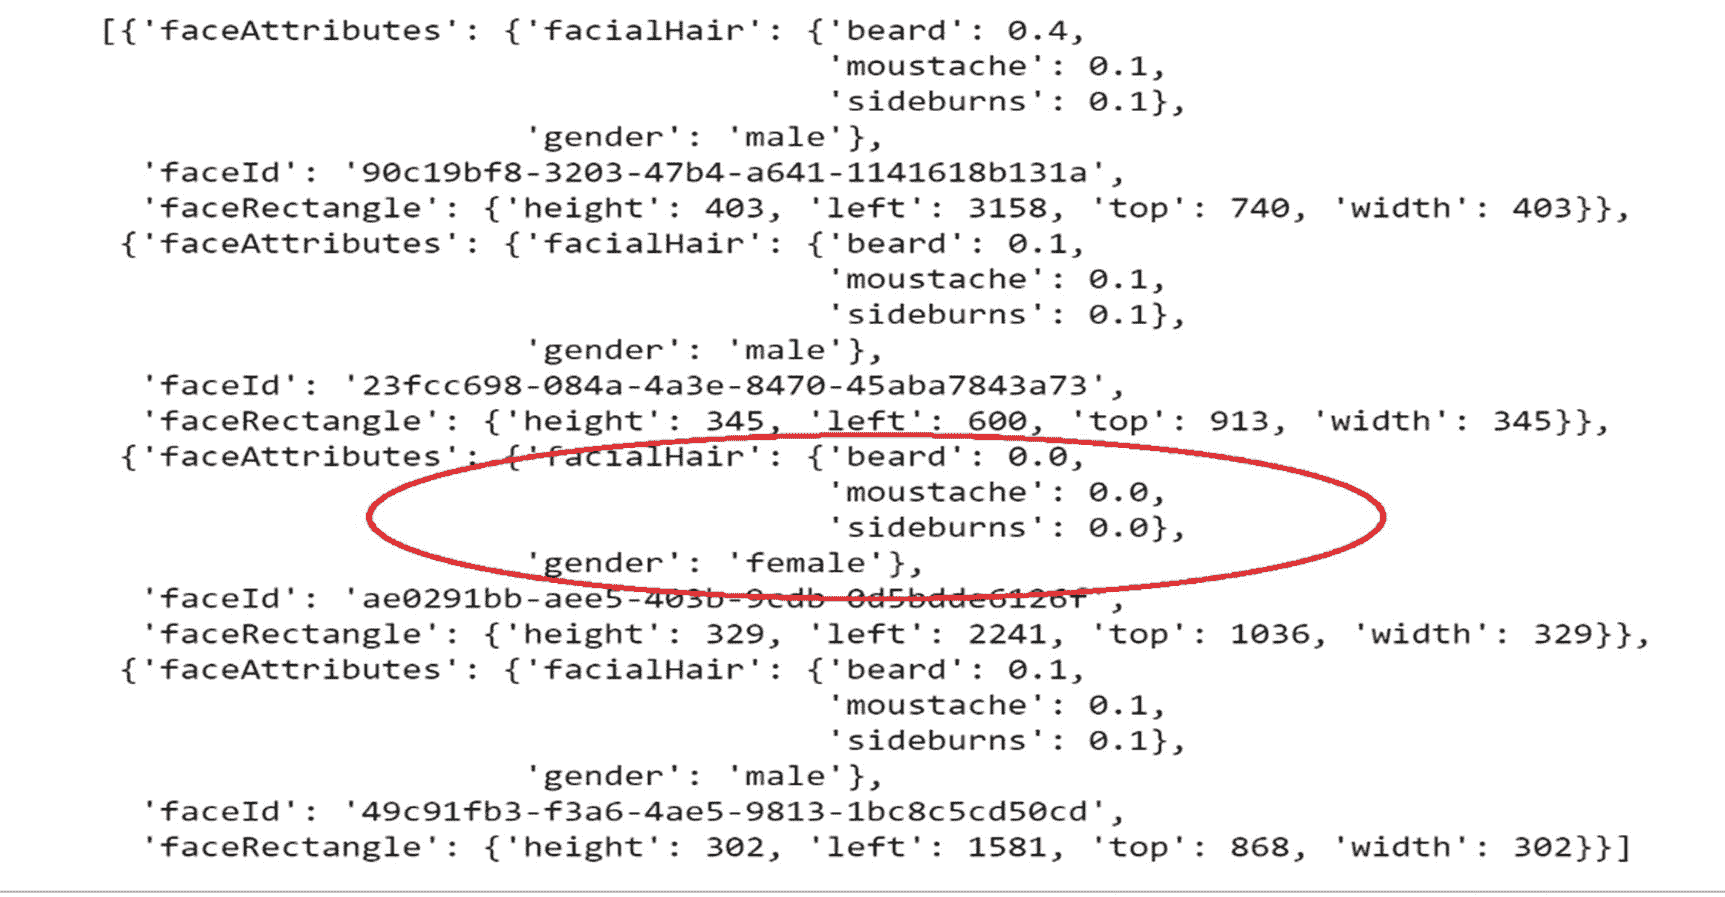 [{'faceAttributes': {'facialHair': {'beard': 0.4,
'moustache': 0.1,
'sideburns': 0.1},
'gender': 'male'},
'faceId': '90c19bf8-3203-47b4-a641-1141618b131a',
'faceRectangle': {'height': 403, 'left': 3158, 'top': 740, 'width': 403}},
{'faceAttributes': {'facialHair': {'beard': 0.1,
'moustache': 0.1,
'sideburns': 0.1},
'gender': 'male'},
'faceId': '23fcc698-084a-4a3e-8470-45aba7843a73',
'faceRectangle': {'height': 345, 'left': 600, 'top': 913, 'width': 345}},
{'faceAttributes': {'facialHair': {'beard': 0.0,
'moustache': 0.0,
'sideburns': 0.0},
'gender': 'female'},
'faceId': 'ae0291bb-aee5-403b-9cdb-0d5bdde6126f',
'faceRectangle': {'height': 329, 'left': 2241, 'top': 1036, 'width': 329}},
{'faceAttributes': {'facialHair': {'beard': 0.1,
'moustache': 0.1,
'sideburns': 0.1},
'gender': 'male'},
'faceId': '49c91fb3-f3a6-4ae5-9813-1bc8c5cd50cd',
'faceRectangle': {'height': 302, 'left': 1581, 'top': 868, 'width': 302}}]